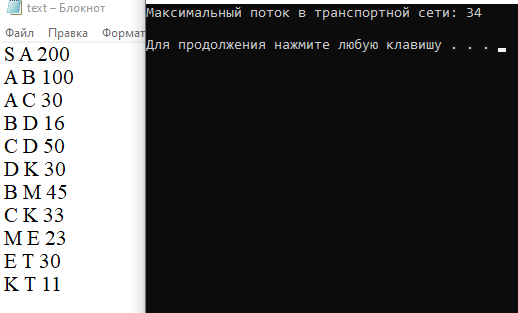 text – Блокнот
Файл Правка Формат
S A 200
A B 100
A C 30
B D 16
C D 50
D K 30
B M 45
C K 33
M E 23
E T 30
K T 11
Максимальный поток в транспортной сети: 34
Для продолжения нажмите любую клавишу . . .